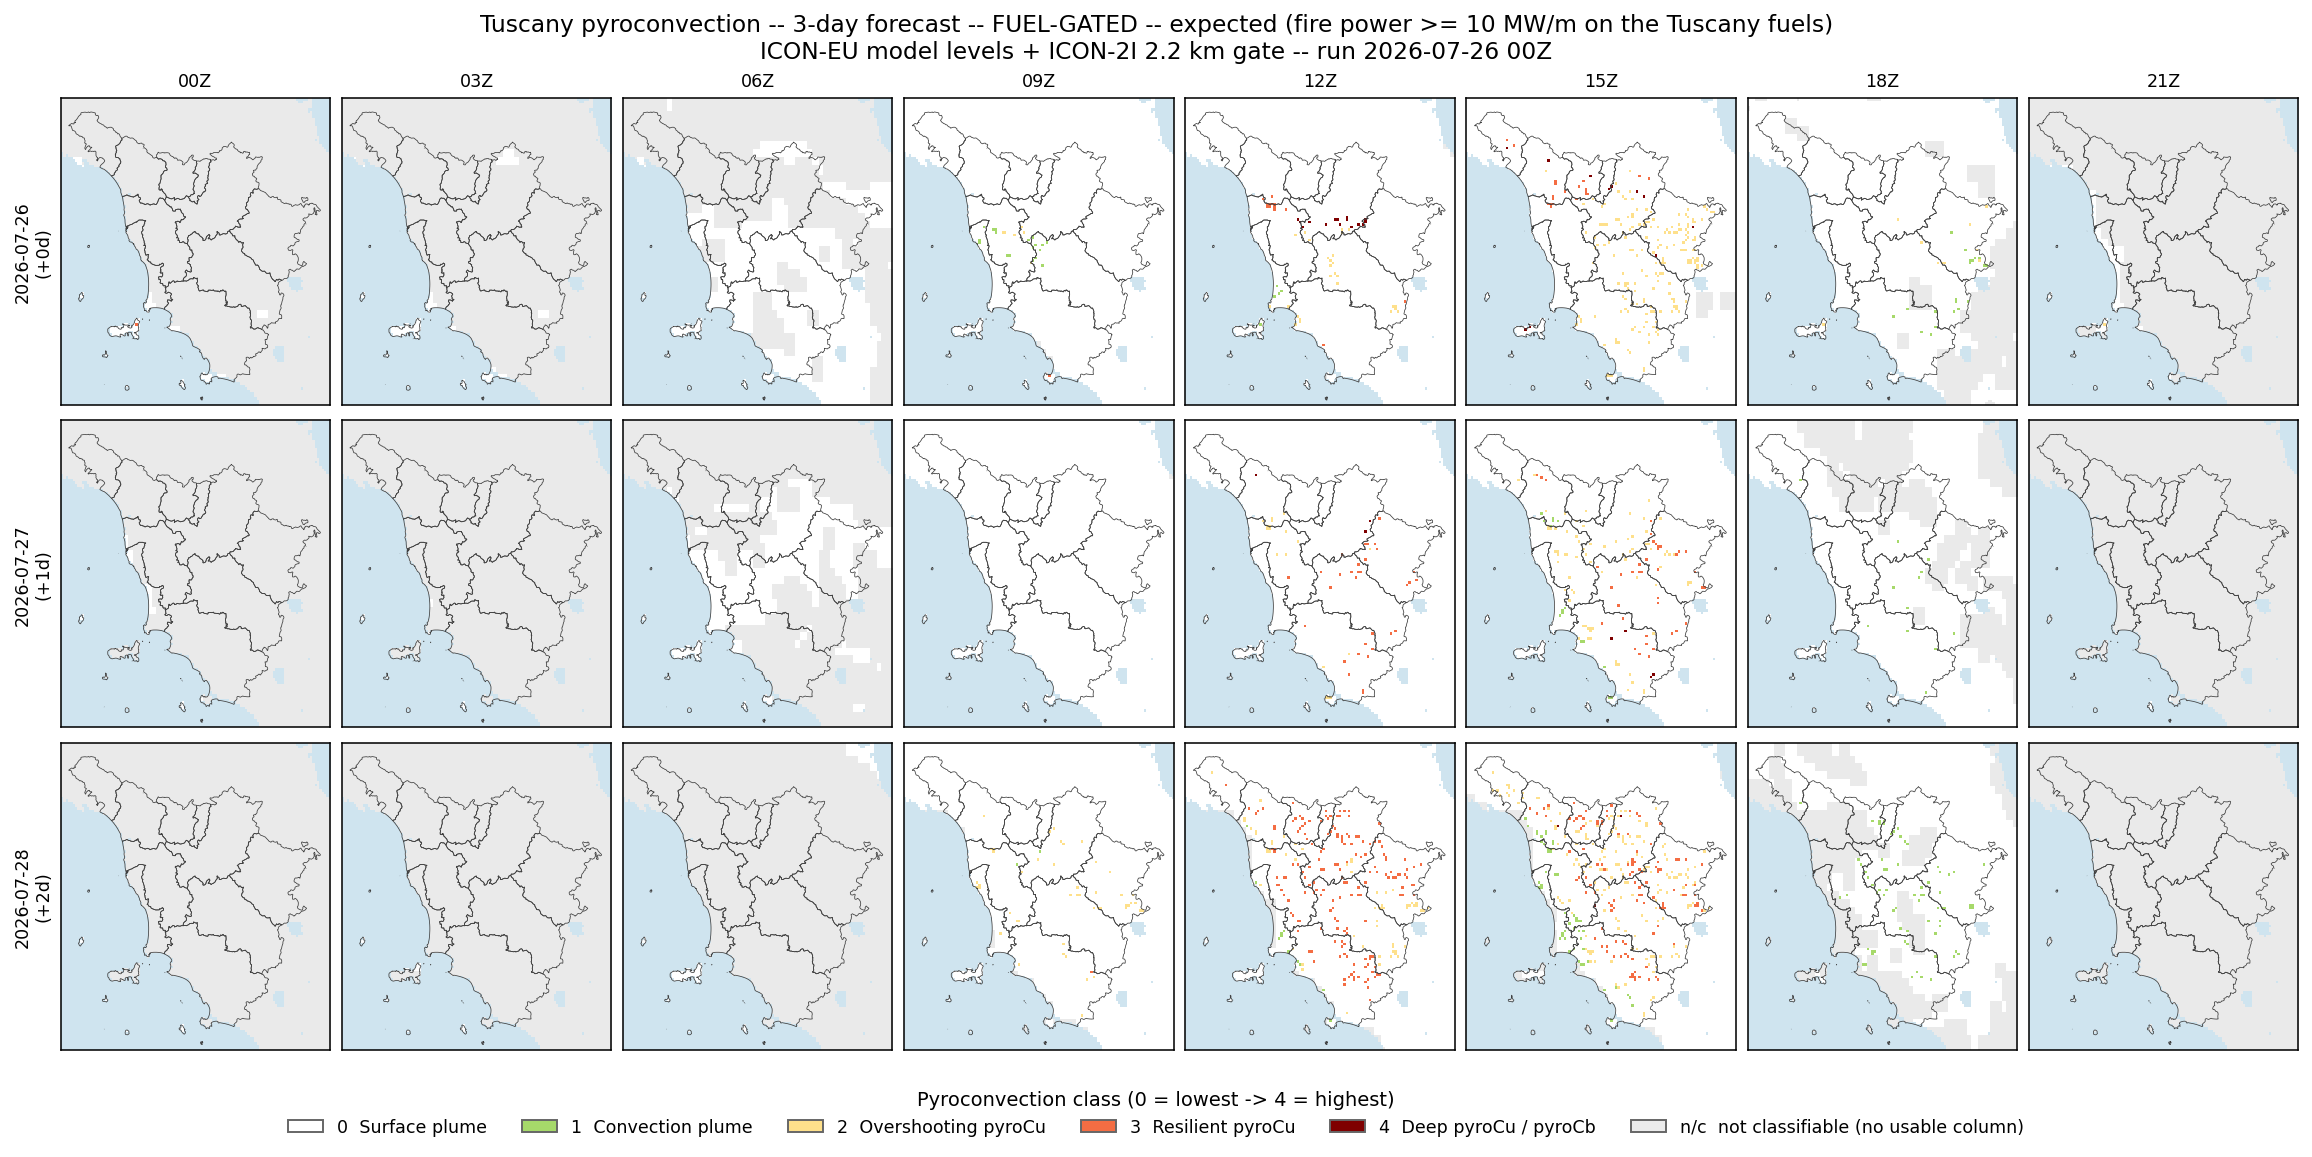 Tuscany pyroconvection -- 3-day forecast -- FUEL-GATED -- expected (fire power >= 10 MW/m on the Tuscany fuels)
ICON-EU model levels + ICON-2I 2.2 km gate -- run 2026-07-26 00Z
00Z 03Z 06Z 09Z 12Z 15Z 18Z 21Z
2026-07-26
(+0d)
2026-07-27
(+1d)
2026-07-28
(+2d)
Pyroconvection class (0 = lowest -> 4 = highest)
0 Surface plume 1 Convection plume 2 Overshooting pyroCu 3 Resilient pyroCu 4 Deep pyroCu / pyroCb n/c not classifiable (no usable column)